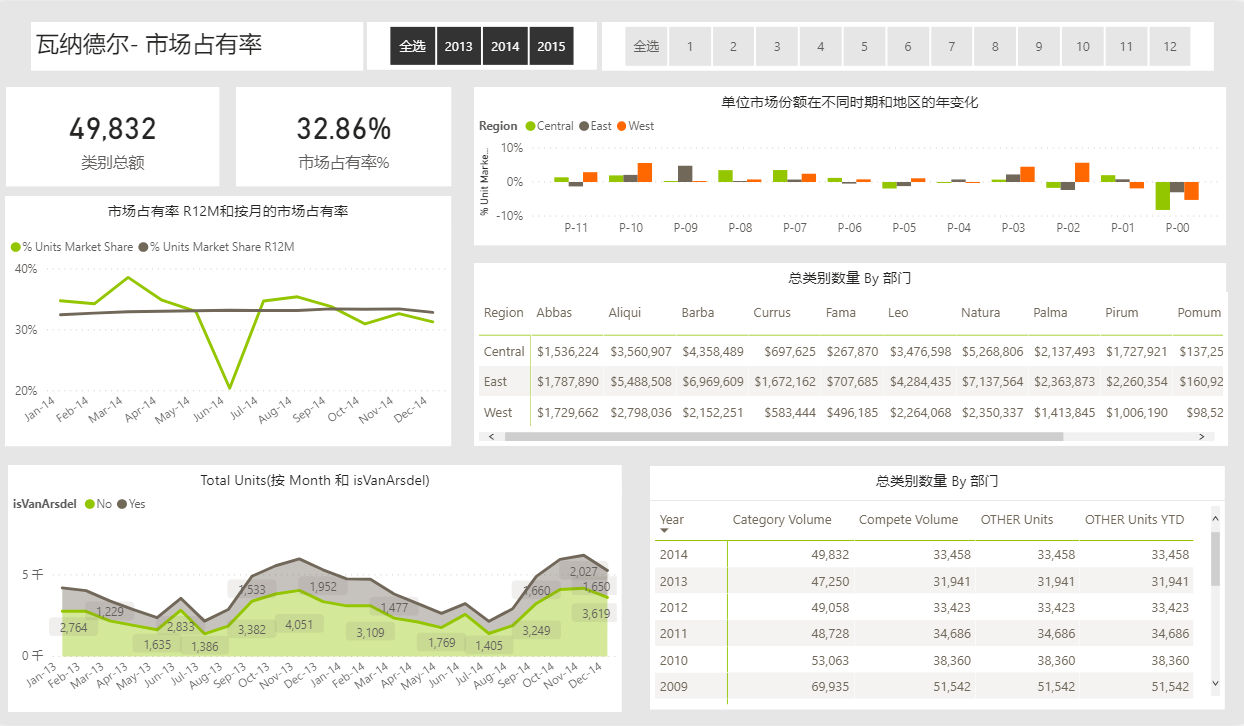 瓦纳德尔- 市场占有率
全选 2013 2014 2015
全选 1 2 3 4 5 6 7 8 9 10 11 12
49,832
类别总额
32.86%
市场占有率%
单位市场份额在不同时期和地区的年变化
Region Central East West
% Unit Marke...
10%
0%
-10%
P-11 P-10 P-09 P-08 P-07 P-06 P-05 P-04 P-03 P-02 P-01 P-00
市场占有率 R12M和按月的市场占有率
% Units Market Share % Units Market Share R12M
40%
30%
20%
Jan-14 Feb-14 Mar-14 Apr-14 May-14 Jun-14 Jul-14 Aug-14 Sep-14 Oct-14 Nov-14 Dec-14
总类别数量 By 部门
Region Abbas Aliqui Barba Currus Fama Leo Natura Palma Pirum Pomum
Central $1,536,224 $3,560,907 $4,358,489 $697,625 $267,870 $3,476,598 $5,268,806 $2,137,493 $1,727,921 $137,25
East $1,787,890 $5,488,508 $6,969,609 $1,672,162 $707,685 $4,284,435 $7,137,564 $2,363,873 $2,260,354 $160,92
West $1,729,662 $2,798,036 $2,152,251 $583,444 $496,185 $2,264,068 $2,350,337 $1,413,845 $1,006,190 $98,52
Total Units(按 Month 和 isVanArsdel)
isVanArsdel No Yes
5 千
0 千
2,764 1,229 1,635 2,833 1,386 1,533 3,382 4,051 1,952 3,109 1,477 1,769 1,405 1,660 3,249 2,027 1,650 3,619
Jan-13 Feb-13 Mar-13 Apr-13 May-13 Jun-13 Jul-13 Aug-13 Sep-13 Oct-13 Nov-13 Dec-13 Jan-14 Feb-14 Mar-14 Apr-14 May-14 Jun-14 Jul-14 Aug-14 Sep-14 Oct-14 Nov-14 Dec-14
总类别数量 By 部门
Year Category Volume Compete Volume OTHER Units OTHER Units YTD
2014 49,832 33,458 33,458 33,458
2013 47,250 31,941 31,941 31,941
2012 49,058 33,423 33,423 33,423
2011 48,728 34,686 34,686 34,686
2010 53,063 38,360 38,360 38,360
2009 69,935 51,542 51,542 51,542